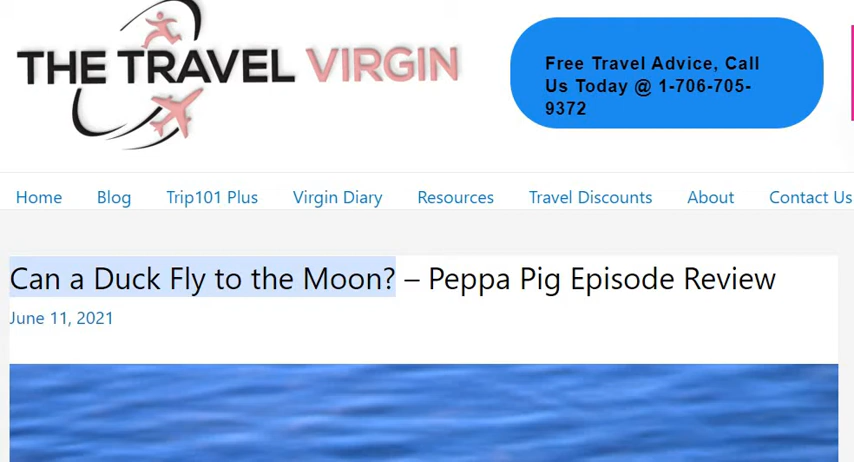 THE TRAVEL VIRGIN
Free Travel Advice, Call
Us Today @ 1-706-705-
9372
Home Blog Trip101 Plus Virgin Diary Resources Travel Discounts About Contact Us
Can a Duck Fly to the Moon? – Peppa Pig Episode Review
June 11, 2021